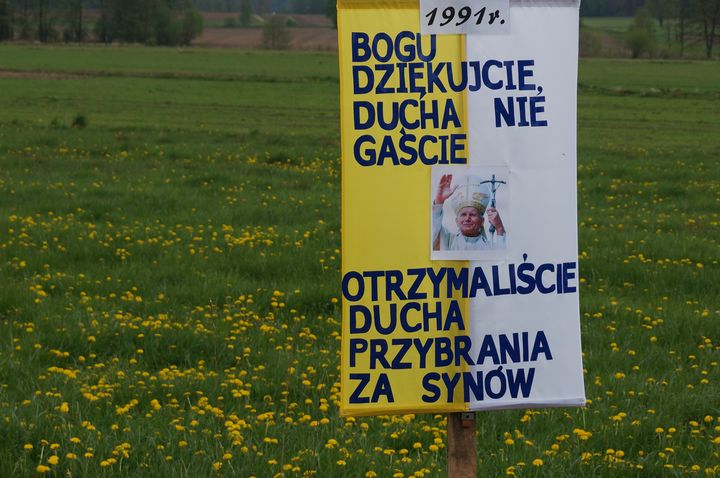 1991r.
BOGU
DZIĘKUJCIE,
DUCHA NIE
GAŚCIE
OTRZYMALIŚCIE
DUCHA
PRZYBRANIA
ZA SYNÓW